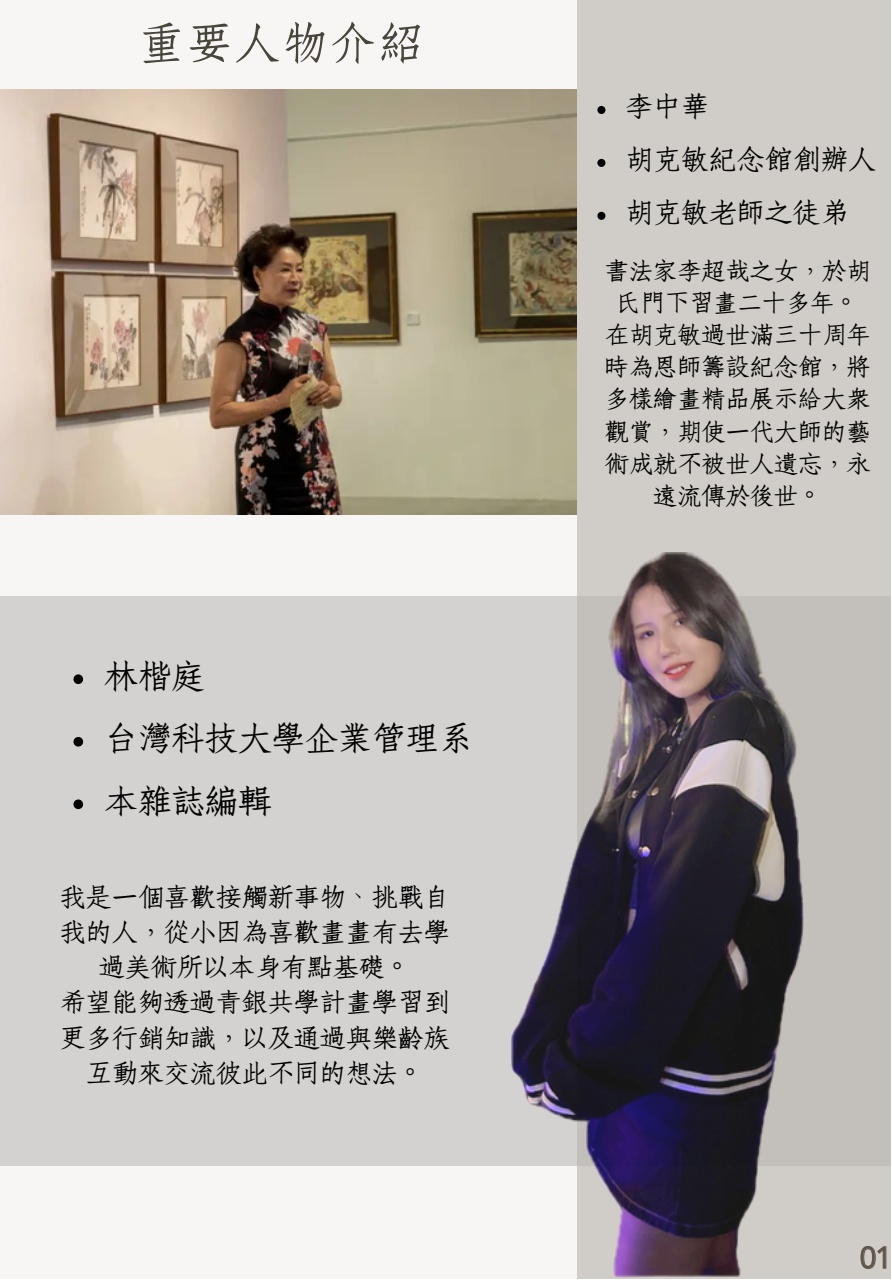 重要人物介紹
• 李中華
• 胡克敏紀念館創辦人
• 胡克敏老師之徒弟
書法家李超哉之女，於胡
氏門下習畫二十多年。
在胡克敏過世滿三十周年
時為恩師籌設紀念館，將
多樣繪畫精品展示給大眾
觀賞，期使一代大師的藝
術成就不被世人遺忘，永
遠流傳於後世。
• 林楷庭
• 台灣科技大學企業管理系
• 本雜誌編輯
我是一個喜歡接觸新事物、挑戰自
我的人，從小因為喜歡畫畫有去學
過美術所以本身有點基礎。
希望能夠透過青銀共學計畫學習到
更多行銷知識，以及通過與樂齡族
互動來交流彼此不同的想法。
01